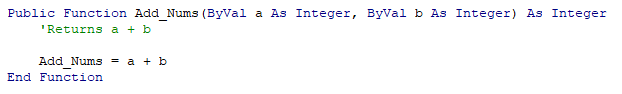 Public Function Add_Nums(ByVal a As Integer, ByVal b As Integer) As Integer
    'Returns a + b

    Add_Nums = a + b
End Function